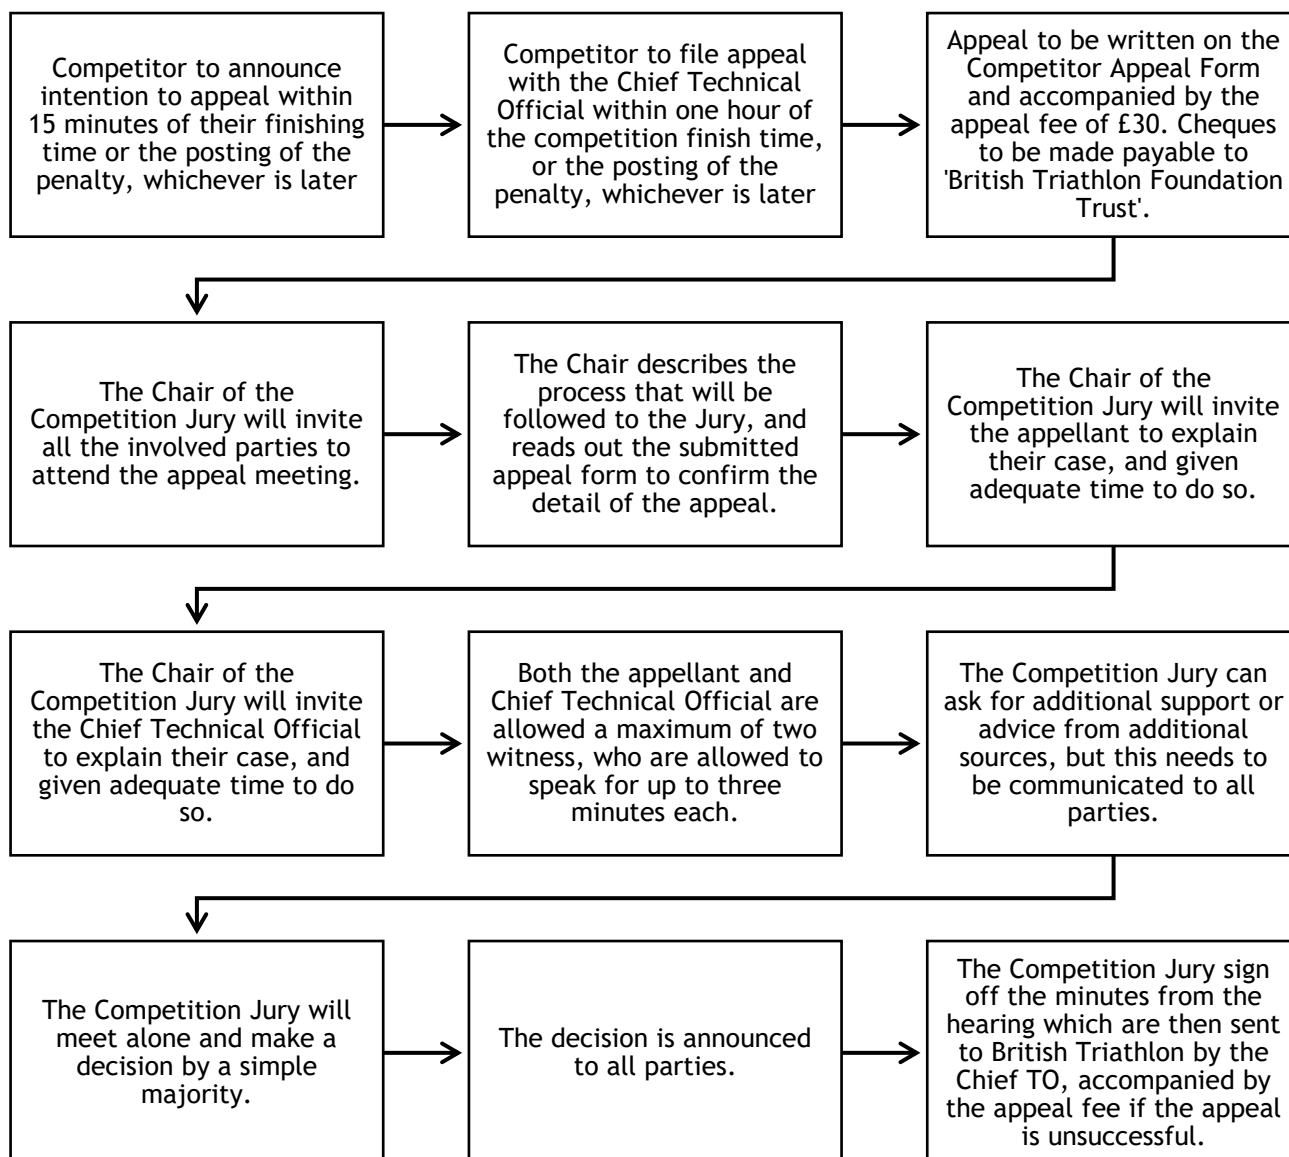 Competitor to announce
intention to appeal within
15 minutes of their finishing
time or the posting of the
penalty, whichever is later
Competitor to file appeal
with the Chief Technical
Official within one hour of
the competition finish time,
or the posting of the
penalty, whichever is later
Appeal to be written on the
Competitor Appeal Form
and accompanied by the
appeal fee of £30. Cheques
to be made payable to
'British Triathlon Foundation
Trust'.
The Chair of the
Competition Jury will invite
all the involved parties to
attend the appeal meeting.
The Chair describes the
process that will be
followed to the Jury, and
reads out the submitted
appeal form to confirm the
detail of the appeal.
The Chair of the
Competition Jury will invite
the appellant to explain
their case, and given
adequate time to do so.
The Chair of the
Competition Jury will invite
the Chief Technical Official
to explain their case, and
given adequate time to do
so.
Both the appellant and
Chief Technical Official are
allowed a maximum of two
witness, who are allowed to
speak for up to three
minutes each.
The Competition Jury can
ask for additional support or
advice from additional
sources, but this needs to
be communicated to all
parties.
The Competition Jury will
meet alone and make a
decision by a simple
majority.
The decision is announced
to all parties.
The Competition Jury sign
off the minutes from the
hearing which are then sent
to British Triathlon by the
Chief TO, accompanied by
the appeal fee if the appeal
is unsuccessful.